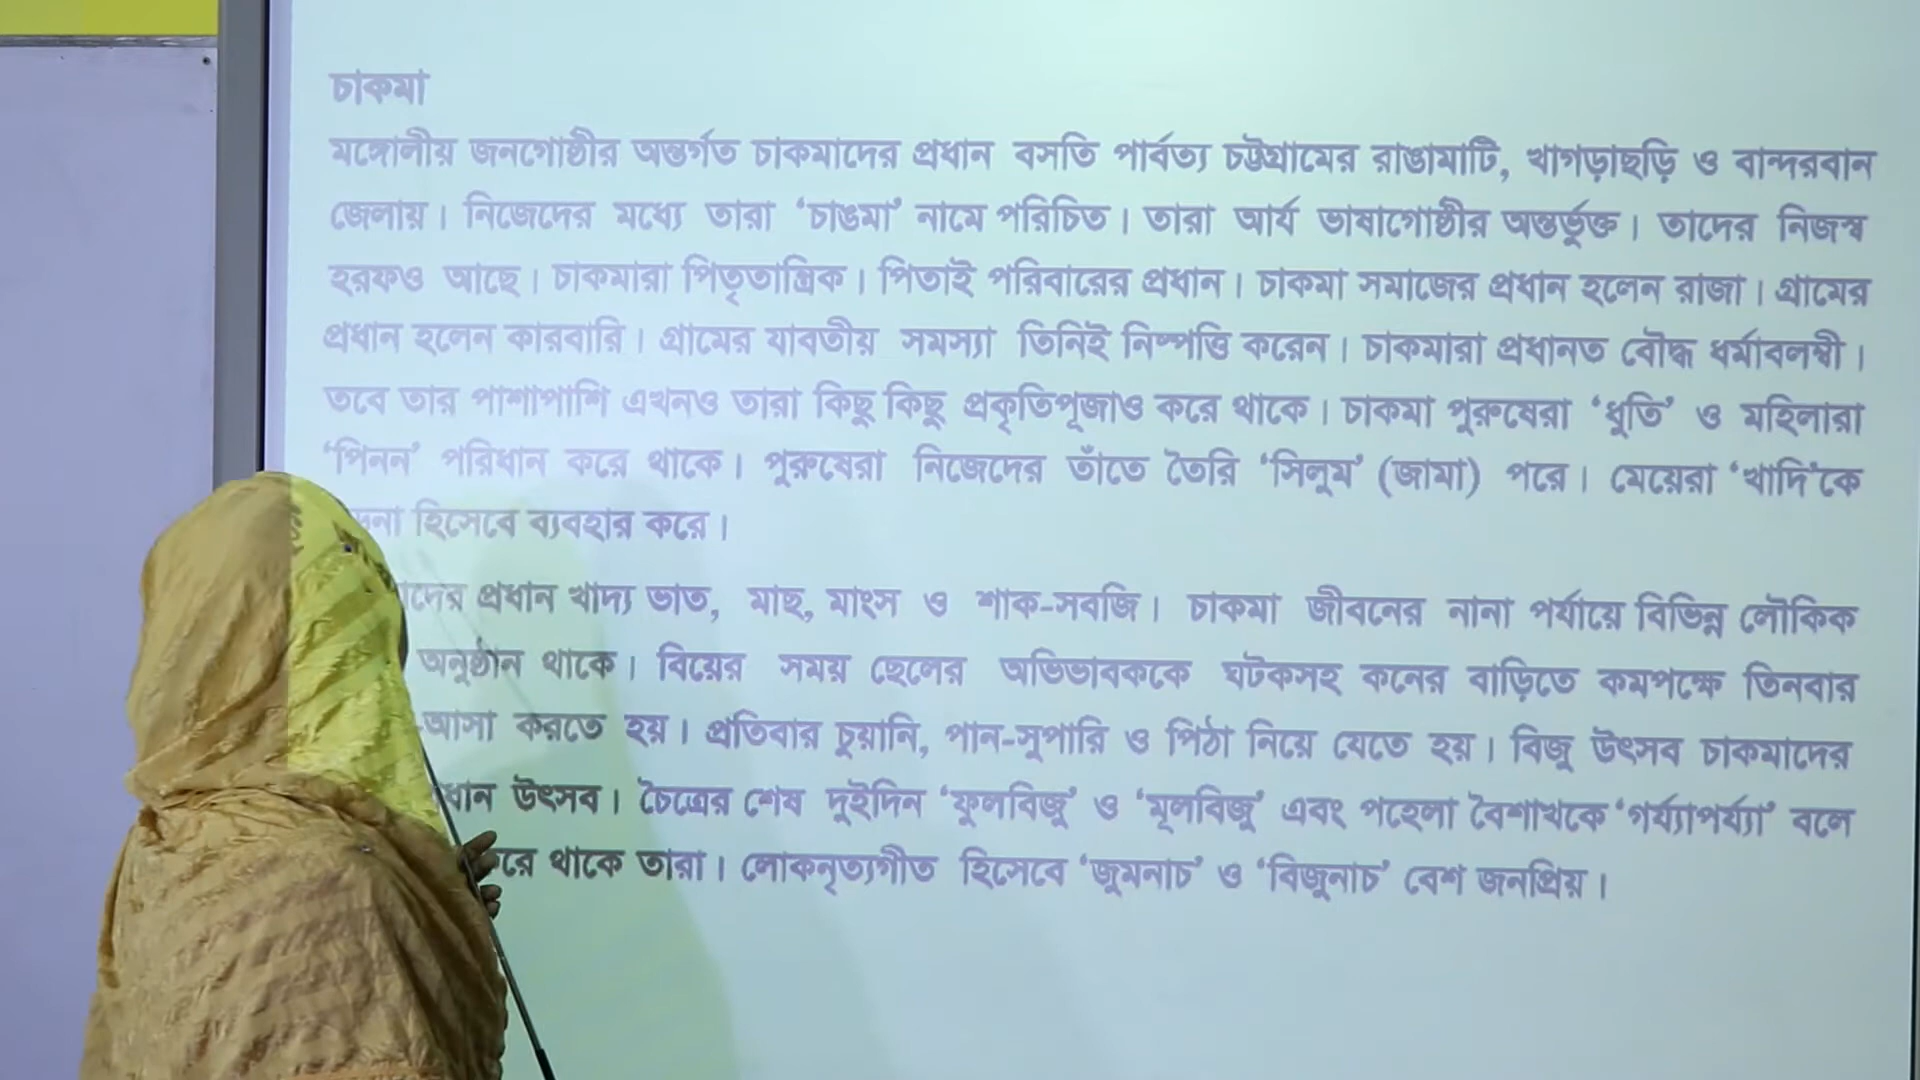 চাকমা
মঙ্গোলীয় জনগোষ্ঠীর অন্তর্গত চাকমাদের প্রধান বসতি পার্বত্য চট্টগ্রামের রাঙামাটি, খাগড়াছড়ি ও বান্দরবান
জেলায়। নিজেদের মধ্যে তারা ‘চাঙমা’ নামে পরিচিত। তারা আর্য ভাষাগোষ্ঠীর অন্তর্ভুক্ত। তাদের নিজস্ব
হরফও আছে। চাকমারা পিতৃতান্ত্রিক। পিতাই পরিবারের প্রধান। চাকমা সমাজের প্রধান হলেন রাজা। গ্রামের
প্রধান হলেন কারবারি। গ্রামের যাবতীয় সমস্যা তিনিই নিষ্পত্তি করেন। চাকমারা প্রধানত বৌদ্ধ ধর্মাবলম্বী।
তবে তার পাশাপাশি এখনও তারা কিছু কিছু প্রকৃতিপূজাও করে থাকে। চাকমা পুরুষেরা ‘ধুতি’ ও মহিলারা
‘পিনন’ পরিধান করে থাকে। পুরুষেরা নিজেদের তাঁতে তৈরি ‘সিলুম’ (জামা) পরে। মেয়েরা ‘খাদি’কে
হিসেবে ব্যবহার করে।
প্রধান খাদ্য ভাত, মাছ, মাংস ও শাক-সবজি। চাকমা জীবনের নানা পর্যায়ে বিভিন্ন লৌকিক
অনুষ্ঠান থাকে। বিয়ের সময় ছেলের অভিভাবককে ঘটকসহ কনের বাড়িতে কমপক্ষে তিনবার
-আসা করতে হয়। প্রতিবার চুয়ানি, পান-সুপারি ও পিঠা নিয়ে যেতে হয়। বিজু উৎসব চাকমাদের
উৎসব। চৈত্রের শেষ দুইদিন ‘ফুলবিজু’ ও ‘মূলবিজু’ এবং পহেলা বৈশাখকে ‘গর্য্যাপর্য্যা’ বলে
থাকে তারা। লোকনৃত্যগীত হিসেবে ‘জুমনাচ’ ও ‘বিজুনাচ’ বেশ জনপ্রিয়।